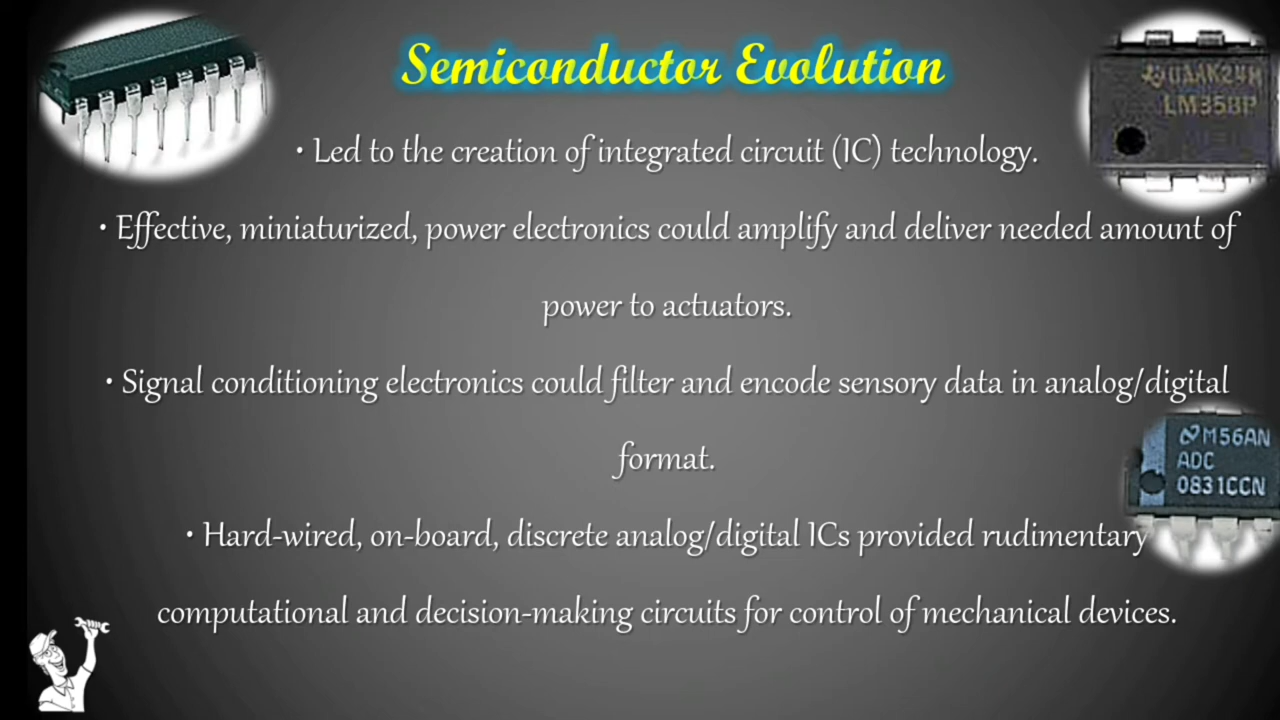 Semiconductor Evolution
• Led to the creation of integrated circuit (IC) technology.
• Effective, miniaturized, power electronics could amplify and deliver needed amount of
power to actuators.
• Signal conditioning electronics could filter and encode sensory data in analog/digital
format.
• Hard-wired, on-board, discrete analog/digital ICs provided rudimentary
computational and decision-making circuits for control of mechanical devices.
LM358P
M56AN
ADC
0831CCN